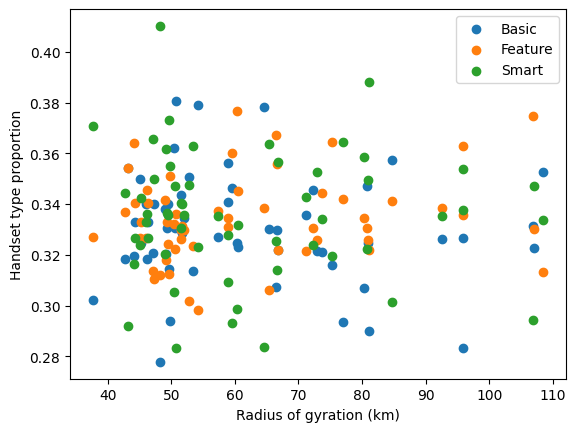 Basic
Feature
Smart
0.40
0.38
0.36
0.34
0.32
0.30
0.28
Handset type proportion
40 50 60 70 80 90 100 110
Radius of gyration (km)